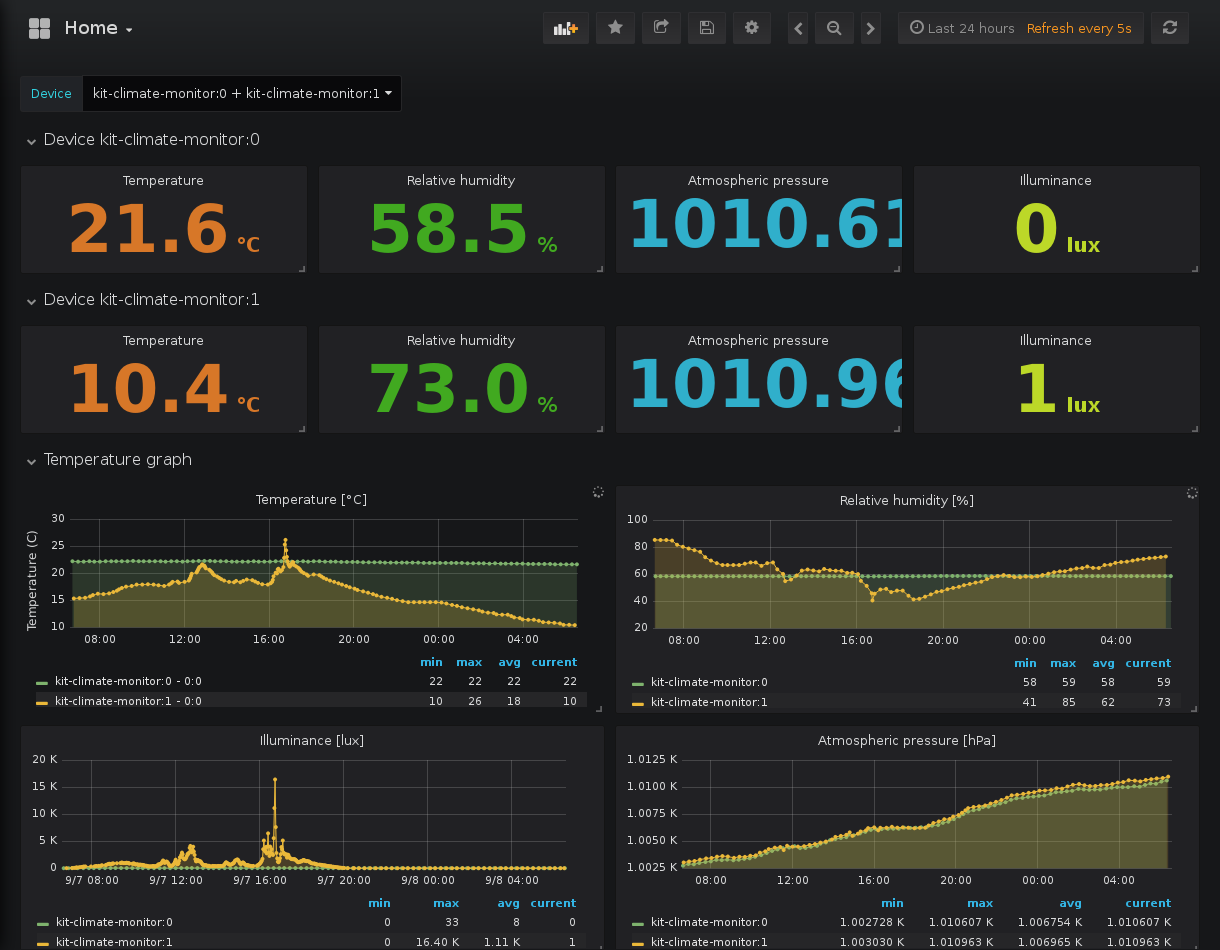 Home
Last 24 hours Refresh every 5s
Device kit-climate-monitor:0 + kit-climate-monitor:1
Device kit-climate-monitor:0
Temperature Relative humidity Atmospheric pressure Illuminance
21.6 °C 58.5 % 1010.61 0 lux
Device kit-climate-monitor:1
Temperature Relative humidity Atmospheric pressure Illuminance
10.4 °C 73.0 % 1010.96 1 lux
Temperature graph
Temperature [°C]
Temperature (C)
30
25
20
15
10
08:00 12:00 16:00 20:00 00:00 04:00
min max avg current
kit-climate-monitor:0 - 0:0 22 22 22 22
kit-climate-monitor:1 - 0:0 10 26 18 10
Relative humidity [%]
100
80
60
40
20
08:00 12:00 16:00 20:00 00:00 04:00
min max avg current
kit-climate-monitor:0 58 59 58 59
kit-climate-monitor:1 41 85 62 73
Illuminance [lux]
20 K
15 K
10 K
5 K
0
9/7 08:00 9/7 12:00 9/7 16:00 9/7 20:00 9/8 00:00 9/8 04:00
min max avg current
kit-climate-monitor:0 0 33 8 0
kit-climate-monitor:1 0 16.40 K 1.11 K 1
Atmospheric pressure [hPa]
1.0125 K
1.0100 K
1.0075 K
1.0050 K
1.0025 K
08:00 12:00 16:00 20:00 00:00 04:00
min max avg current
kit-climate-monitor:0 1.002728 K 1.010607 K 1.006754 K 1.010607 K
kit-climate-monitor:1 1.003030 K 1.010963 K 1.006965 K 1.010963 K